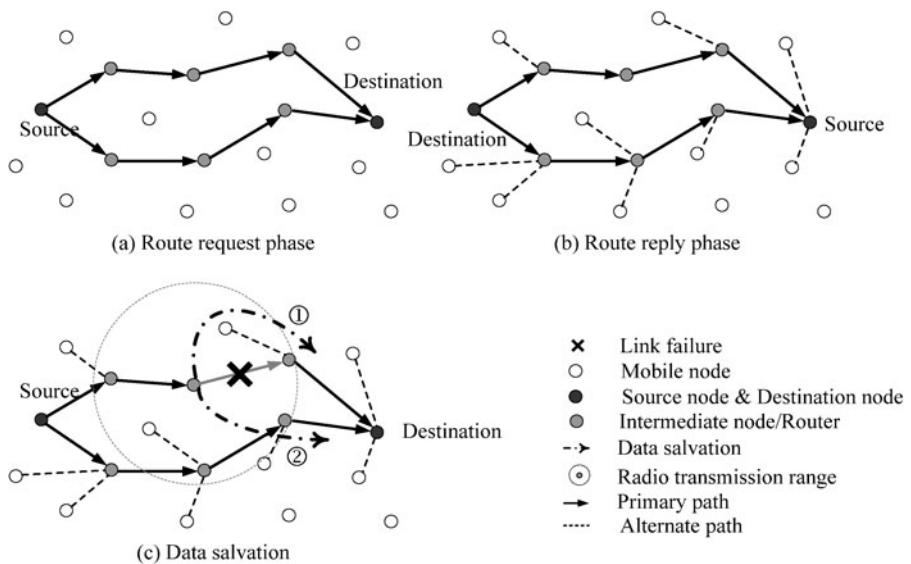 Destination
Source
(a) Route request phase
Destination
Source
(b) Route reply phase
①
Source
②
Destination
(c) Data salvation
Link failure
Mobile node
Source node & Destination node
Intermediate node/Router
Data salvation
Radio transmission range
Primary path
Alternate path